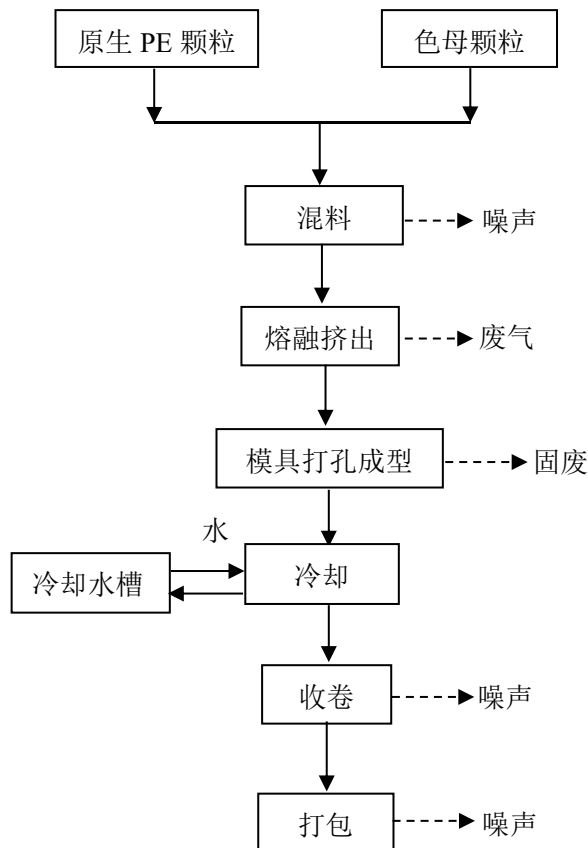 原生 PE 颗粒
色母颗粒
混料
噪声
熔融挤出
废气
模具打孔成型
固废
水
冷却水槽
冷却
收卷
噪声
打包
噪声